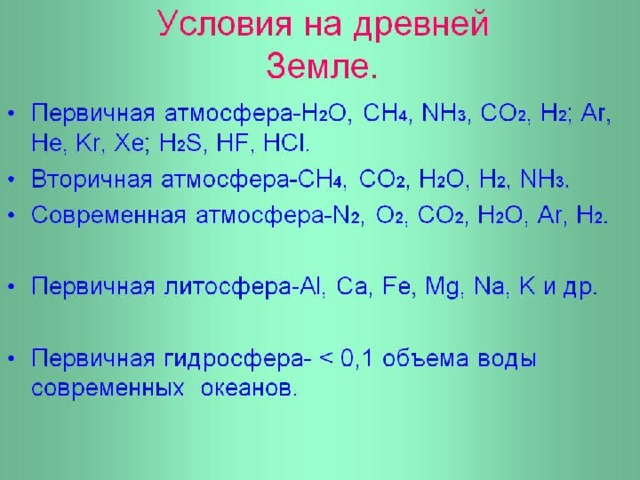 Условия на древней
Земле.
• Первичная атмосфера-H₂O, CH₄, NH₃, CO₂, H₂; Ar,
He, Kr, Xe; H₂S, HF, HCl.
• Вторичная атмосфера-CH₄, CO₂, H₂O, H₂, NH₃.
• Современная атмосфера-N₂, O₂, CO₂, H₂O, Ar, H₂.
• Первичная литосфера-Al, Ca, Fe, Mg, Na, K и др.
• Первичная гидросфера- < 0,1 объема воды
современных океанов.